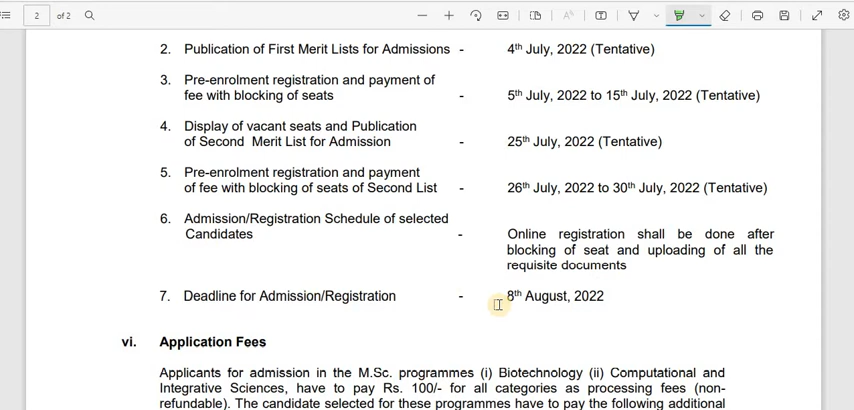 2 of 2
2. Publication of First Merit Lists for Admissions - 4th July, 2022 (Tentative)
3. Pre-enrolment registration and payment of
fee with blocking of seats - 5th July, 2022 to 15th July, 2022 (Tentative)
4. Display of vacant seats and Publication
of Second Merit List for Admission - 25th July, 2022 (Tentative)
5. Pre-enrolment registration and payment
of fee with blocking of seats of Second List - 26th July, 2022 to 30th July, 2022 (Tentative)
6. Admission/Registration Schedule of selected
Candidates - Online registration shall be done after
blocking of seat and uploading of all the
requisite documents
7. Deadline for Admission/Registration - 8th August, 2022
vi. Application Fees
Applicants for admission in the M.Sc. programmes (i) Biotechnology (ii) Computational and
Integrative Sciences, have to pay Rs. 100/- for all categories as processing fees (non-
refundable). The candidate selected for these programmes have to pay the following additional